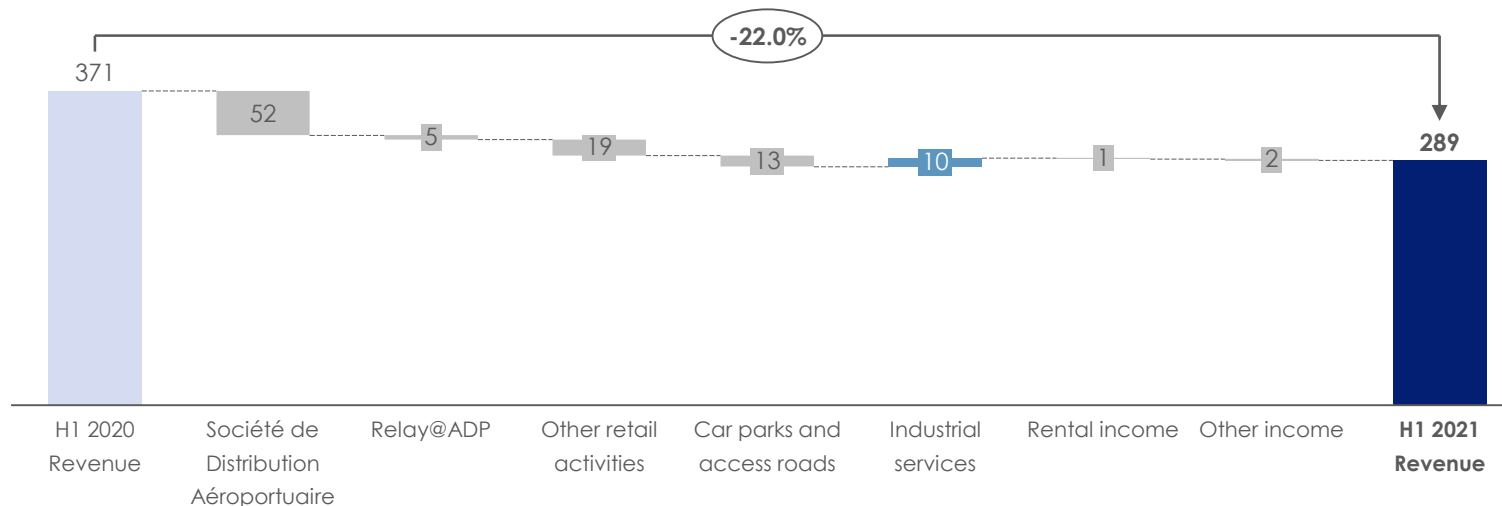 -22.0%
371
52
5
19
13
10
1
2
289
H1 2020
Revenue
Société de
Distribution
Aéroportuaire
Relay@ADP
Other retail
activities
Car parks and
access roads
Industrial
services
Rental income
Other income
H1 2021
Revenue